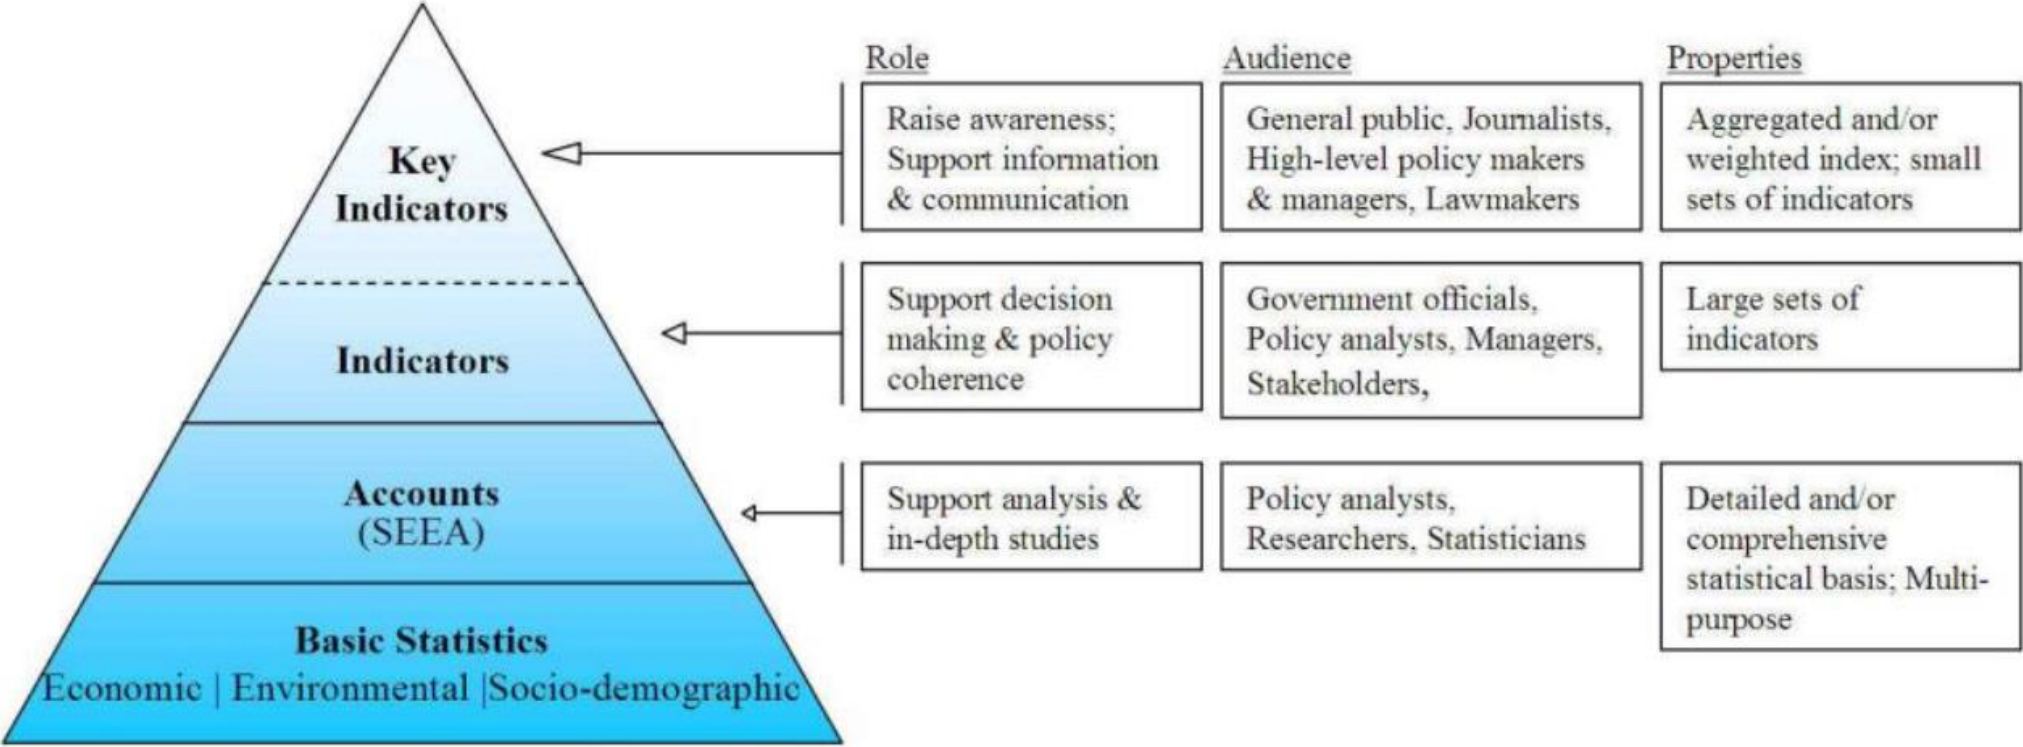 Key
Indicators
Indicators
Accounts
(SEEA)
Basic Statistics
Economic | Environmental |Socio-demographic
Role
Raise awareness;
Support information
& communication
Audience
General public, Journalists,
High-level policy makers
& managers, Lawmakers
Properties
Aggregated and/or
weighted index; small
sets of indicators
Support decision
making & policy
coherence
Government officials,
Policy analysts, Managers,
Stakeholders,
Large sets of
indicators
Support analysis &
in-depth studies
Policy analysts,
Researchers, Statisticians
Detailed and/or
comprehensive
statistical basis; Multi-
purpose